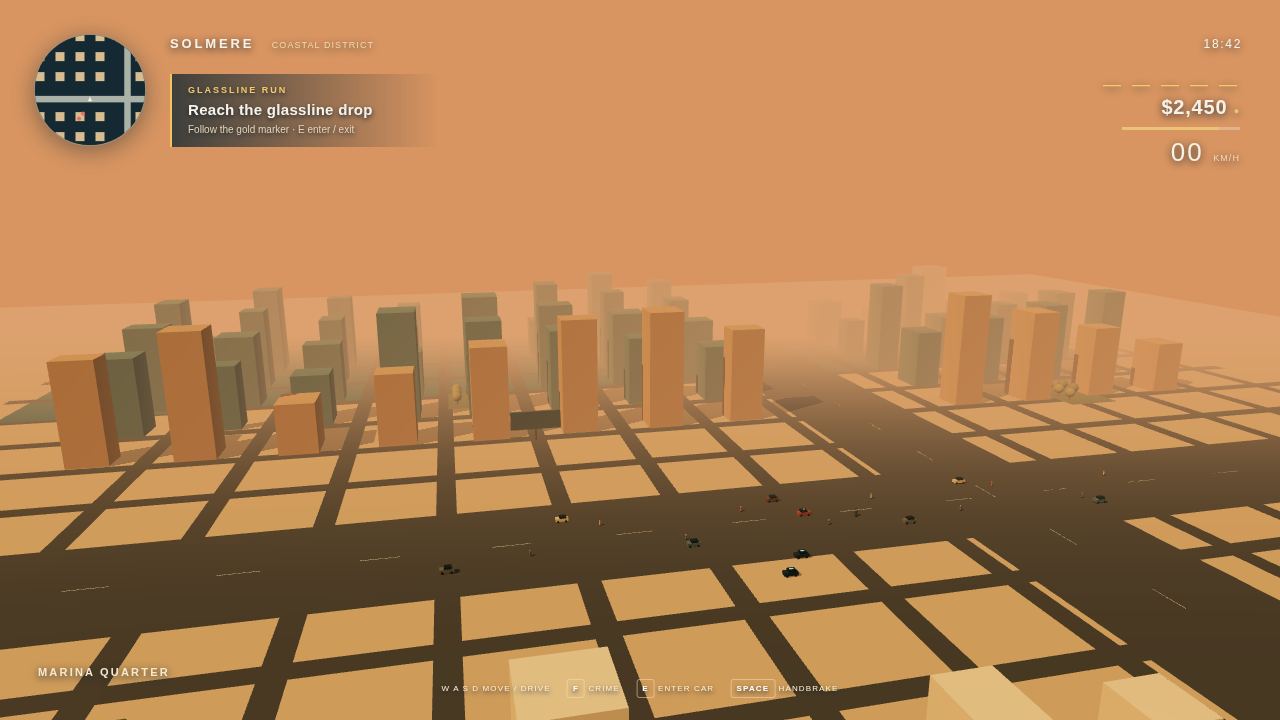 SOLMERE COASTAL DISTRICT
18:42
GLASSLINE RUN
Reach the glassline drop
Follow the gold marker · E enter / exit
$2,450
00 KM/H
MARINA QUARTER
W A S D MOVE / DRIVE F CRIME E ENTER CAR SPACE HANDBRAKE